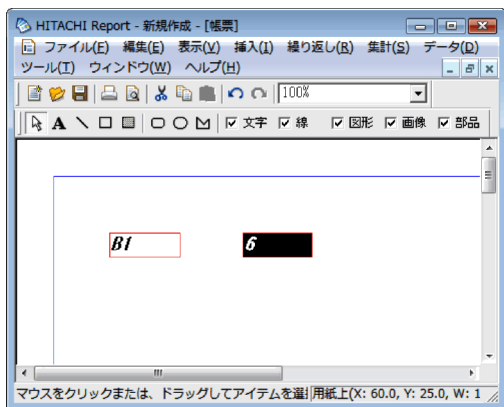 HITACHI Report - 新規作成 - [帳票]
ファイル(F) 編集(E) 表示(V) 挿入(I) 繰り返し(R) 集計(S) データ(D)
ツール(T) ウィンドウ(W) ヘルプ(H)
100%
A 文字 線 図形 画像 部品
B1 6
マウスをクリックまたは、ドラッグしてアイテムを選 用紙上(X: 60.0, Y: 25.0, W: 1